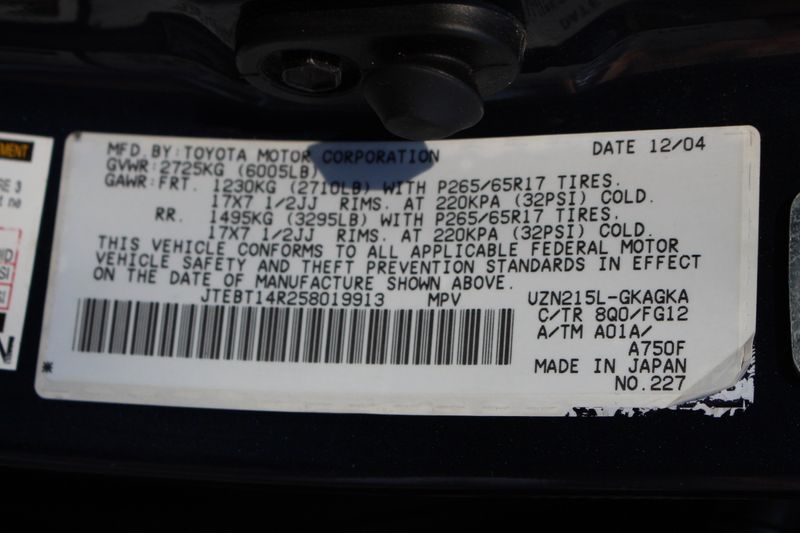 MENT
MFD. BY: TOYOTA MOTOR CORPORATION DATE 12/04
GVWR: 2725KG (6005LB)
GAWR: FRT. 1230KG (2710LB) WITH P265/65R17 TIRES.
17X7 1/2JJ RIMS. AT 220KPA (32PSI) COLD.
RR. 1495KG (3295LB) WITH P265/65R17 TIRES.
17X7 1/2JJ RIMS. AT 220KPA (32PSI) COLD.
THIS VEHICLE CONFORMS TO ALL APPLICABLE FEDERAL MOTOR
VEHICLE SAFETY AND THEFT PREVENTION STANDARDS IN EFFECT
ON THE DATE OF MANUFACTURE SHOWN ABOVE.
JTEBT14R258019913 MPV UZN215L-GKAGKA
C/TR 8Q0/FG12
A/TM A01A/
A750F
MADE IN JAPAN
NO.227